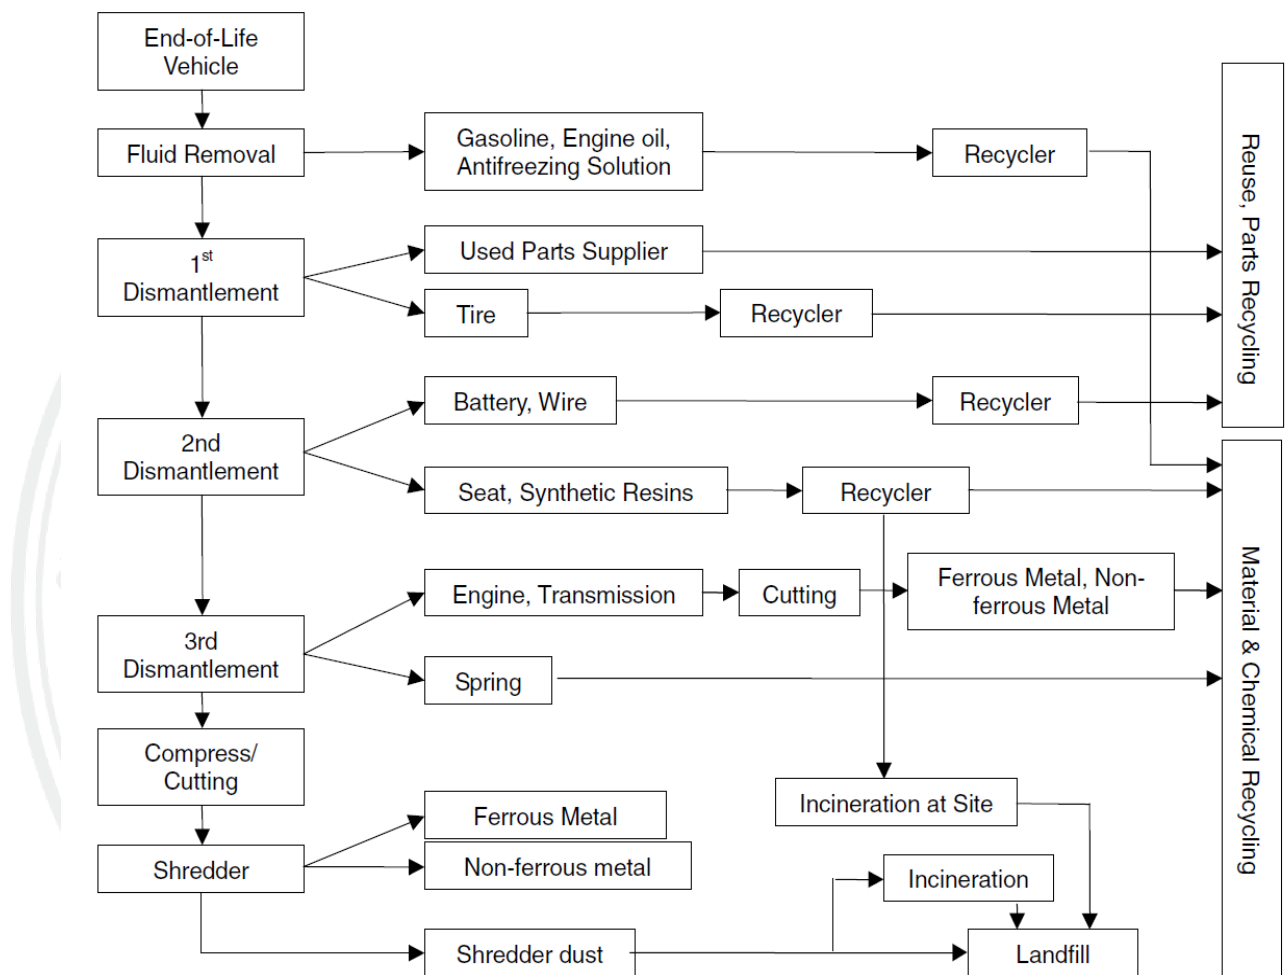 End-of-Life
Vehicle
Fluid Removal
Gasoline, Engine oil,
Antifreezing Solution
Recycler
1st
Dismantlement
Used Parts Supplier
Tire
Recycler
Reuse, Parts Recycling
2nd
Dismantlement
Battery, Wire
Recycler
Seat, Synthetic Resins
Recycler
3rd
Dismantlement
Engine, Transmission
Cutting
Ferrous Metal, Non-
ferrous Metal
Spring
Material & Chemical Recycling
Compress/
Cutting
Incineration at Site
Shredder
Ferrous Metal
Non-ferrous metal
Incineration
Shredder dust
Landfill